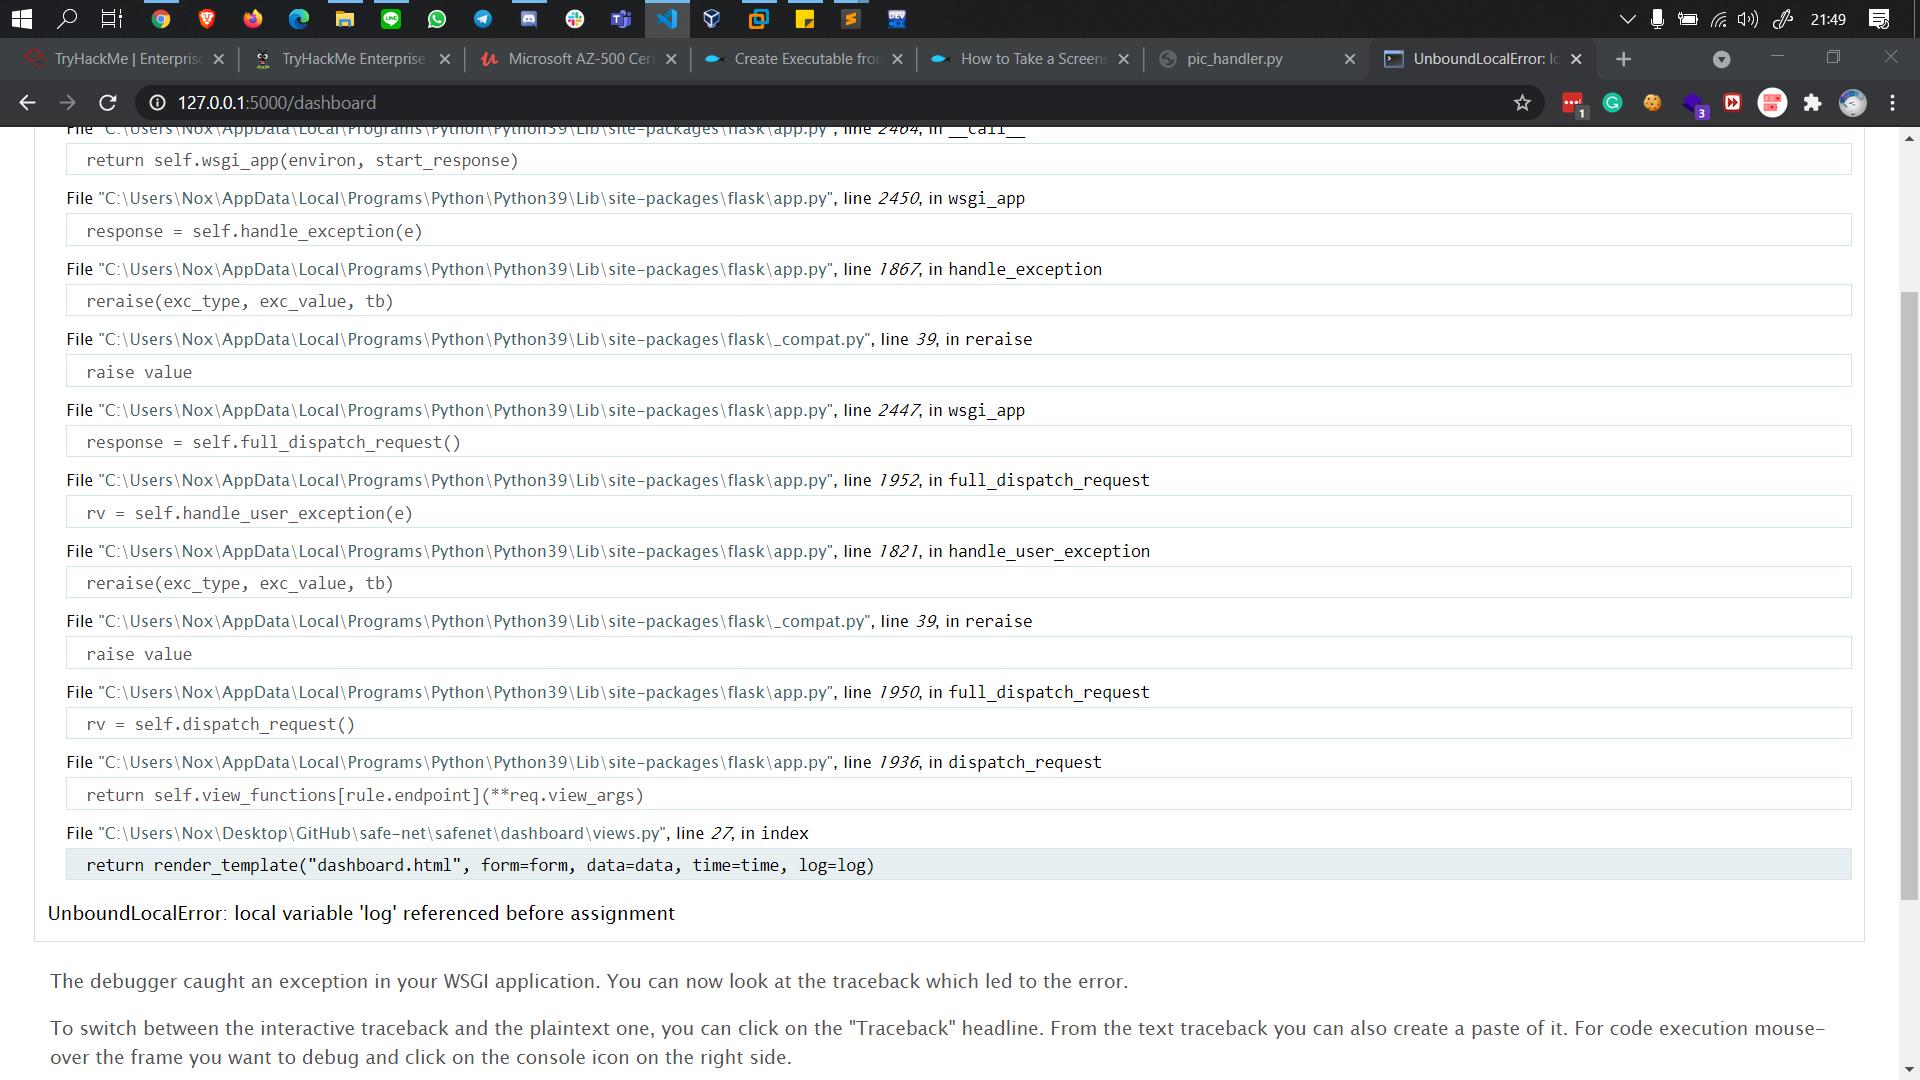 21:49
TryHackMe | Enterprise
TryHackMe Enterprise
Microsoft AZ-500 Cert
Create Executable from
How to Take a Screens
pic_handler.py
UnboundLocalError: lo
127.0.0.1:5000/dashboard
1
3
File "C:\Users\Nox\AppData\Local\Programs\Python\Python39\Lib\site-packages\flask\app.py", line 2464, in __call__
return self.wsgi_app(environ, start_response)
File "C:\Users\Nox\AppData\Local\Programs\Python\Python39\Lib\site-packages\flask\app.py", line 2450, in wsgi_app
response = self.handle_exception(e)
File "C:\Users\Nox\AppData\Local\Programs\Python\Python39\Lib\site-packages\flask\app.py", line 1867, in handle_exception
reraise(exc_type, exc_value, tb)
File "C:\Users\Nox\AppData\Local\Programs\Python\Python39\Lib\site-packages\flask\_compat.py", line 39, in reraise
raise value
File "C:\Users\Nox\AppData\Local\Programs\Python\Python39\Lib\site-packages\flask\app.py", line 2447, in wsgi_app
response = self.full_dispatch_request()
File "C:\Users\Nox\AppData\Local\Programs\Python\Python39\Lib\site-packages\flask\app.py", line 1952, in full_dispatch_request
rv = self.handle_user_exception(e)
File "C:\Users\Nox\AppData\Local\Programs\Python\Python39\Lib\site-packages\flask\app.py", line 1821, in handle_user_exception
reraise(exc_type, exc_value, tb)
File "C:\Users\Nox\AppData\Local\Programs\Python\Python39\Lib\site-packages\flask\_compat.py", line 39, in reraise
raise value
File "C:\Users\Nox\AppData\Local\Programs\Python\Python39\Lib\site-packages\flask\app.py", line 1950, in full_dispatch_request
rv = self.dispatch_request()
File "C:\Users\Nox\AppData\Local\Programs\Python\Python39\Lib\site-packages\flask\app.py", line 1936, in dispatch_request
return self.view_functions[rule.endpoint](**req.view_args)
File "C:\Users\Nox\Desktop\GitHub\safe-net\safenet\dashboard\views.py", line 27, in index
return render_template("dashboard.html", form=form, data=data, time=time, log=log)
UnboundLocalError: local variable 'log' referenced before assignment
The debugger caught an exception in your WSGI application. You can now look at the traceback which led to the error.
To switch between the interactive traceback and the plaintext one, you can click on the "Traceback" headline. From the text traceback you can also create a paste of it. For code execution mouse-
over the frame you want to debug and click on the console icon on the right side.